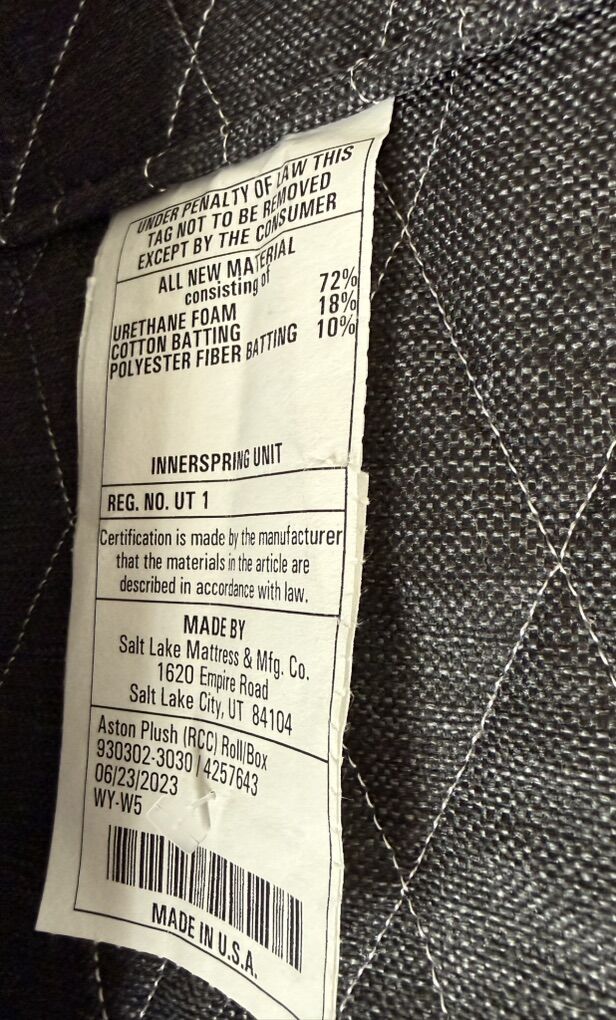 UNDER PENALTY OF LAW THIS
TAG NOT TO BE REMOVED
EXCEPT BY THE CONSUMER
ALL NEW MATERIAL
consisting of
URETHANE FOAM 72%
COTTON BATTING 18%
POLYESTER FIBER BATTING 10%
INNERSPRING UNIT
REG. NO. UT 1
Certification is made by the manufacturer
that the materials in the article are
described in accordance with law.
MADE BY
Salt Lake Mattress & Mfg. Co.
1620 Empire Road
Salt Lake City, UT 84104
Aston Plush (RCC) Roll/Box
930302-3030 / 4257643
06/23/2023
WY-W5
MADE IN U.S.A.